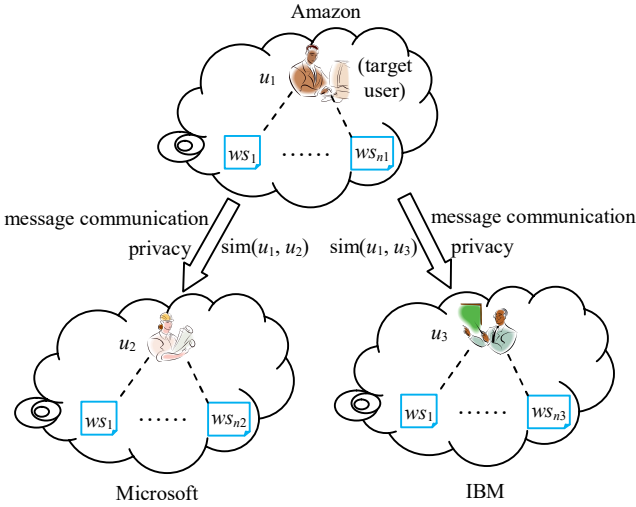 Amazon
u1
(target
user)
ws1 ······ wsn1
message communication
privacy
sim(u1, u2)
sim(u1, u3)
message communication
privacy
u2
ws1 ······ wsn2
Microsoft
u3
ws1 ······ wsn3
IBM